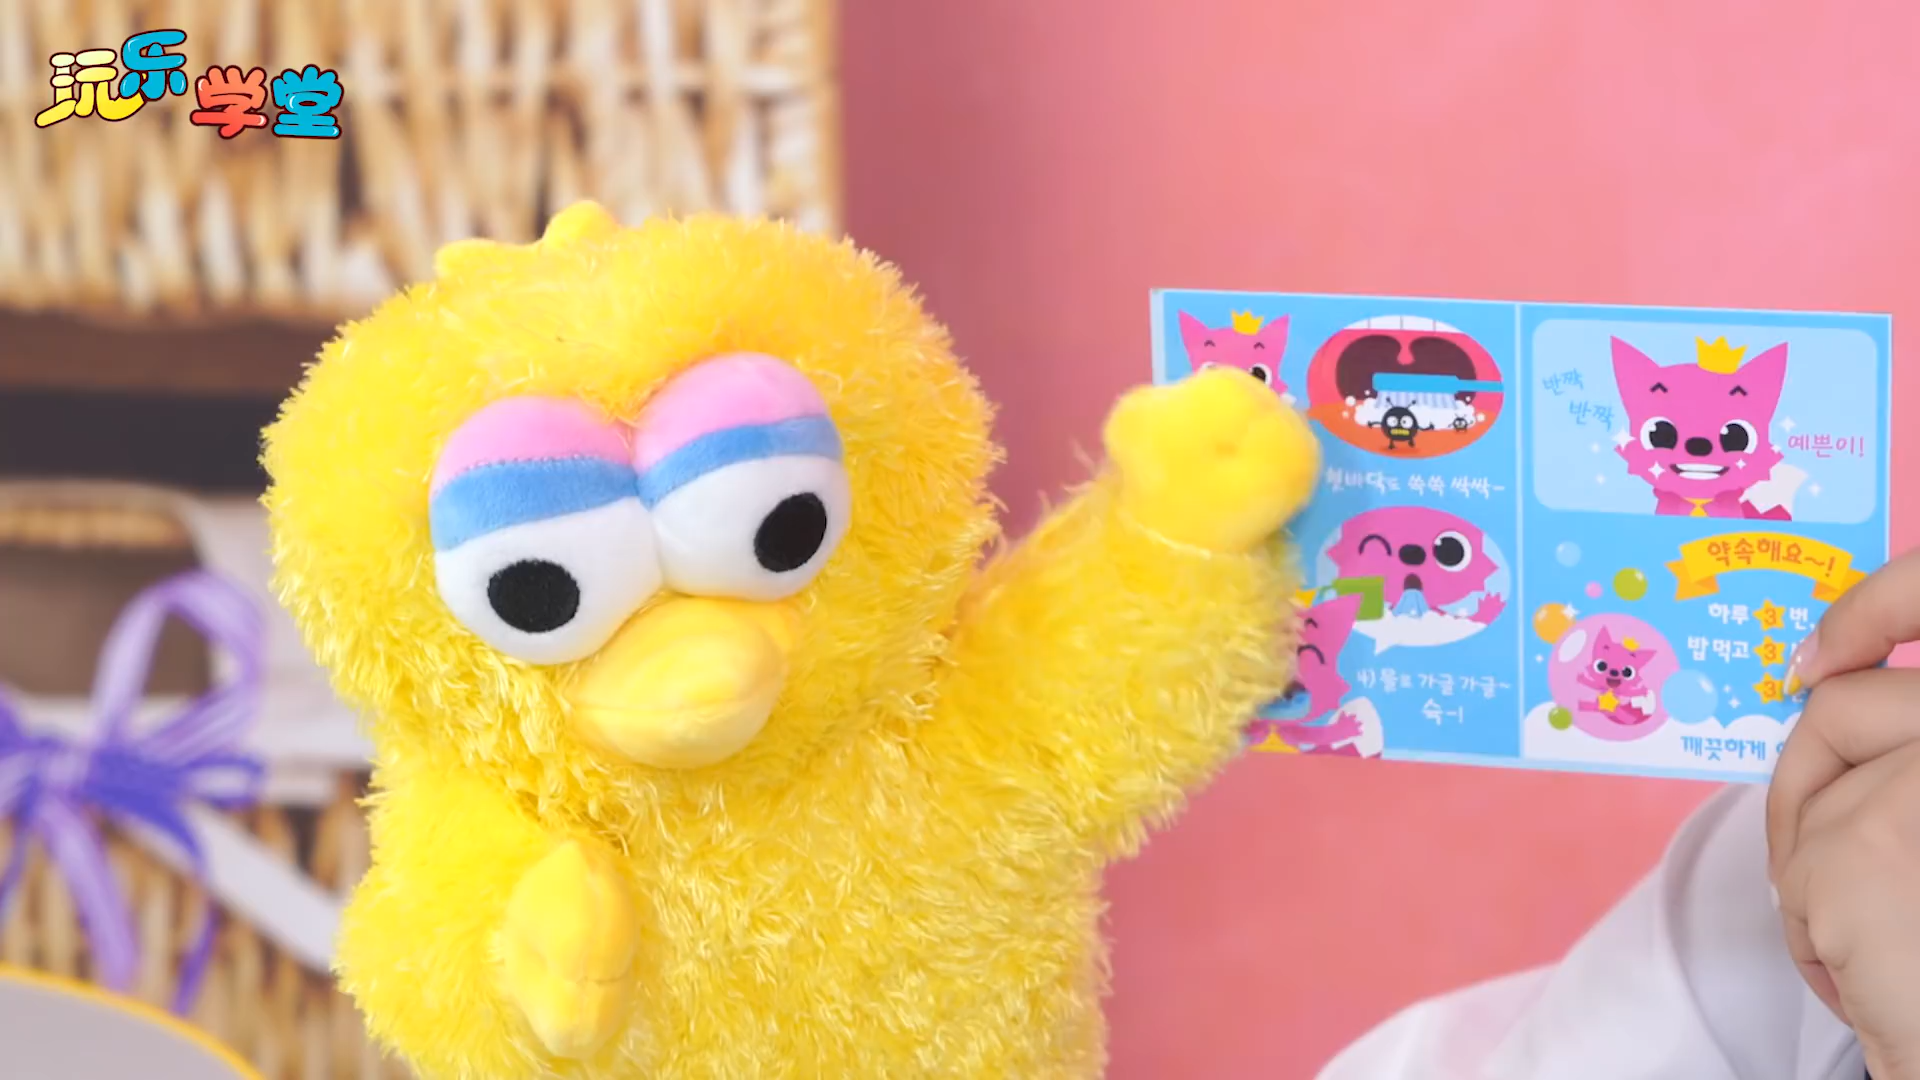 玩乐学堂
혓바닥도 쓱쓱 싹싹~
4) 물로 가글 가글~
슉-!
반짝
반짝
예쁜이!
약속해요~!
하루 3 번,
밥 먹고 3
3
깨끗하게